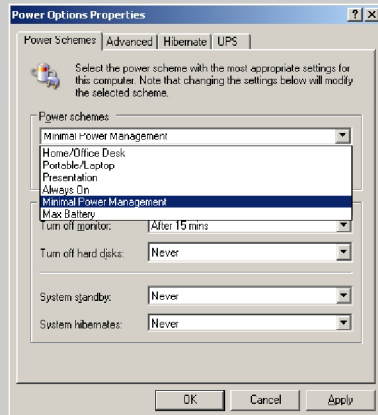 Power Options Properties
Power Schemes Advanced Hibernate UPS
Select the power scheme with the most appropriate settings for
this computer. Note that changing the settings below will modify
the selected scheme.
Power schemes
Minimal Power Management
Home/Office Desk
Portable/Laptop
Presentation
Always On
Minimal Power Management
Max Battery
Turn off monitor: After 15 mins
Turn off hard disks: Never
System standby: Never
System hibernates: Never
OK Cancel Apply